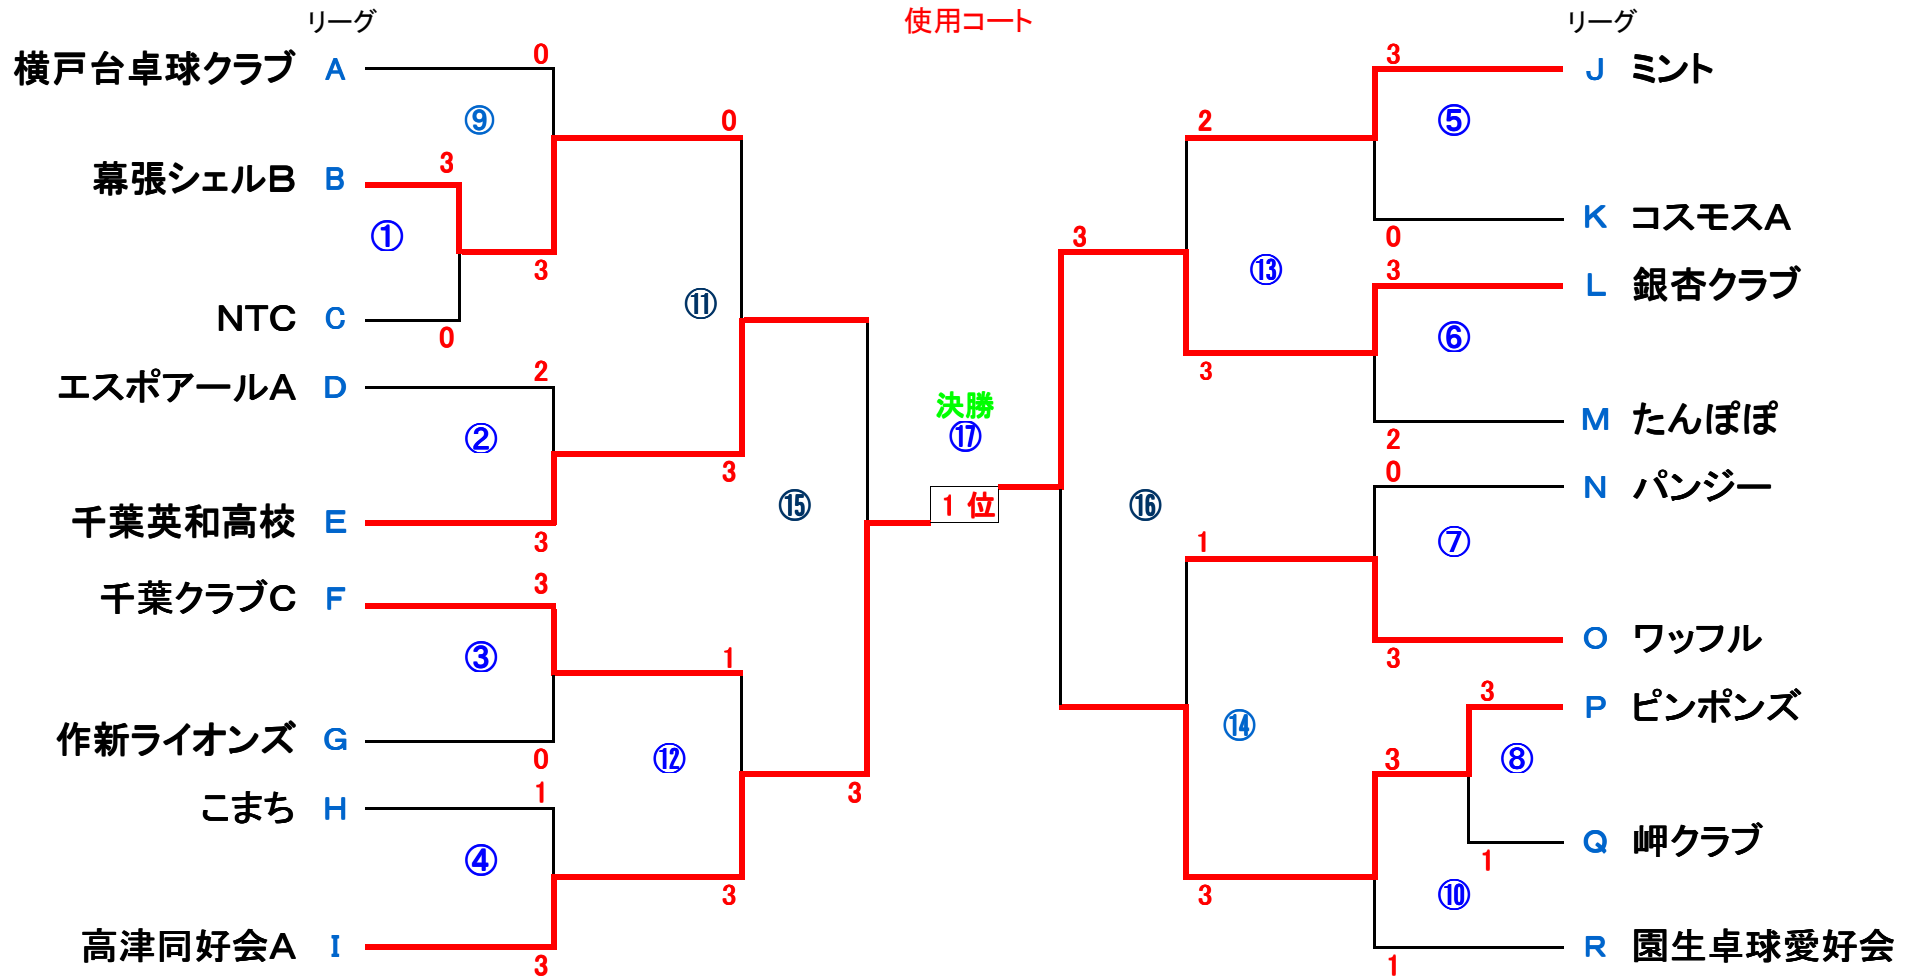 リーグ 使用コート リーグ
0 3
横戸台卓球クラブ A J ミント
⑨ 0 2 ⑤
3
幕張シェルB B
① K コスモスA
3 3 0
⑬ 3
⑪ L 銀杏クラブ
NTC C
0 ⑥
2 3
エスポアールA D
決勝
② ⑰ M たんぽぽ
2
3 0
⑮ 1 位 ⑯ N パンジー
千葉英和高校 E
3 1 ⑦
3
千葉クラブC F
③ 1 O ワッフル
3
3
作新ライオンズ G ⑭ P ピンポンズ
0 ⑫ 3 ⑧
1 3
こまち H
Q 岬クラブ
④ 1
3 3 ⑩
高津同好会A I R 園生卓球愛好会
3 1